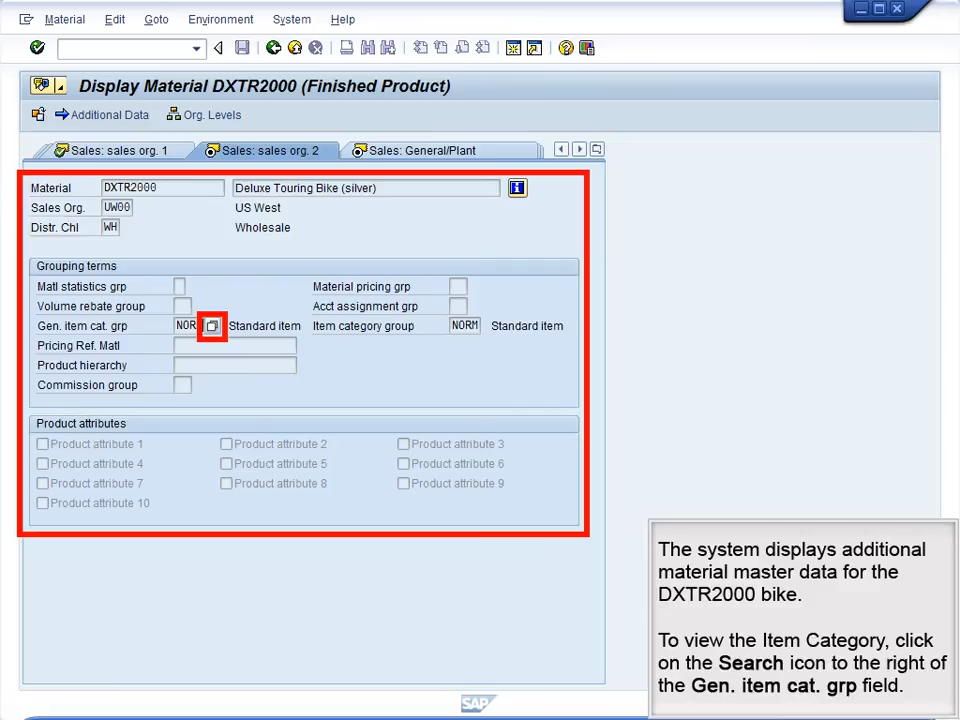 Material Edit Goto Environment System Help
Display Material DXTR2000 (Finished Product)
Additional Data Org. Levels
Sales: sales org. 1 Sales: sales org. 2 Sales: General/Plant
Material DXTR2000 Deluxe Touring Bike (silver)
Sales Org. UW00 US West
Distr. Chl WH Wholesale
Grouping terms
Matl statistics grp Material pricing grp
Volume rebate group Acct assignment grp
Gen. item cat. grp NOR Standard item Item category group NORM Standard item
Pricing Ref. Matl
Product hierarchy
Commission group
Product attributes
Product attribute 1 Product attribute 2 Product attribute 3
Product attribute 4 Product attribute 5 Product attribute 6
Product attribute 7 Product attribute 8 Product attribute 9
Product attribute 10
The system displays additional
material master data for the
DXTR2000 bike.
To view the Item Category, click
on the Search icon to the right of
the Gen. item cat. grp field.
SAP